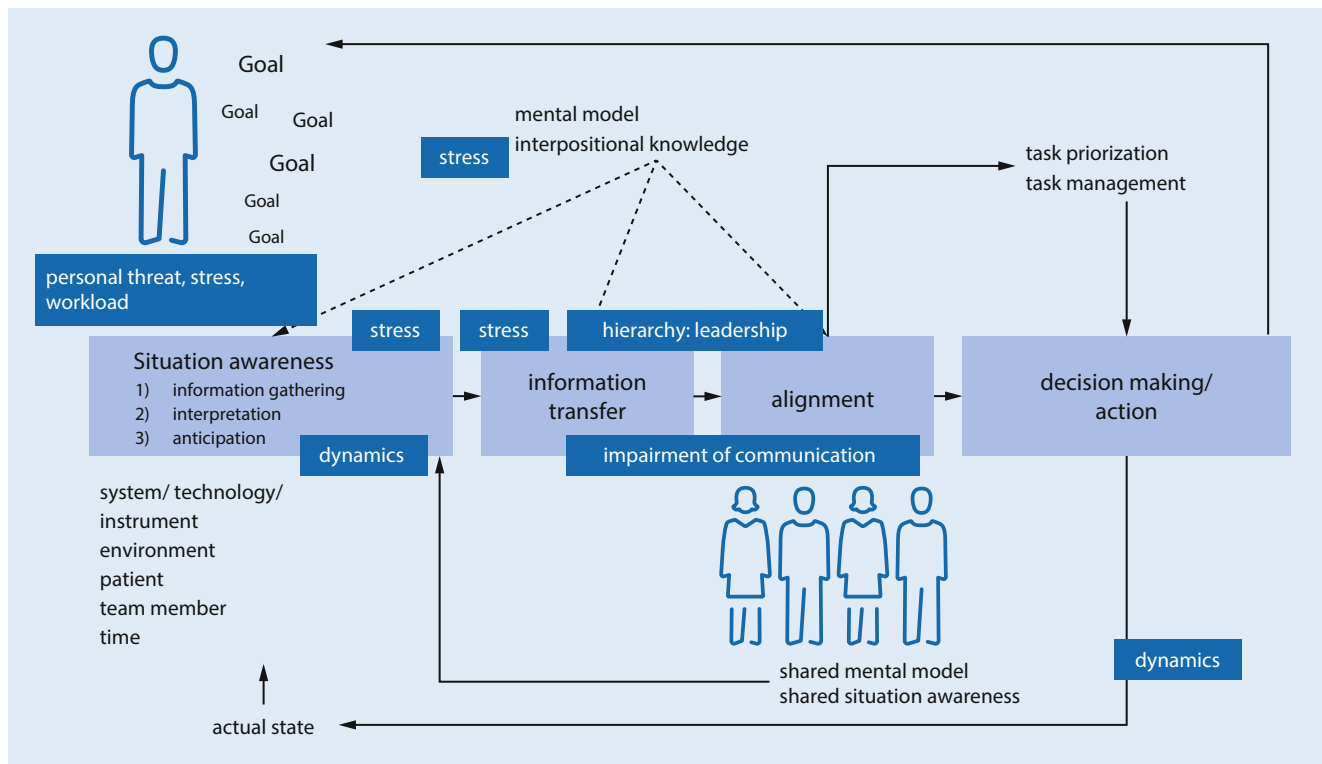 Goal
Goal
Goal
Goal
Goal
Goal
mental model
interpositional knowledge
stress
task priorization
task management
personal threat, stress,
workload
stress
stress
hierarchy: leadership
Situation awareness
1) information gathering
2) interpretation
3) anticipation
information
transfer
alignment
decision making/
action
dynamics
impairment of communication
system/ technology/
instrument
environment
patient
team member
time
shared mental model
shared situation awareness
dynamics
actual state